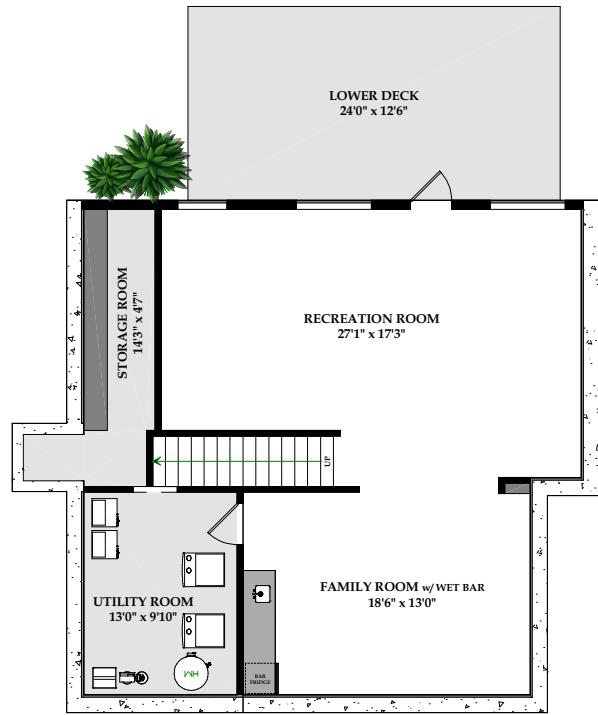 LOWER DECK
24'0" x 12'6"
STORAGE ROOM
14'3" x 4'7"
RECREATION ROOM
27'1" x 17'3"
UP
FAMILY ROOM w/ WET BAR
18'6" x 13'0"
UTILITY ROOM
13'0" x 9'10"
BAR
FRIDGE
HW